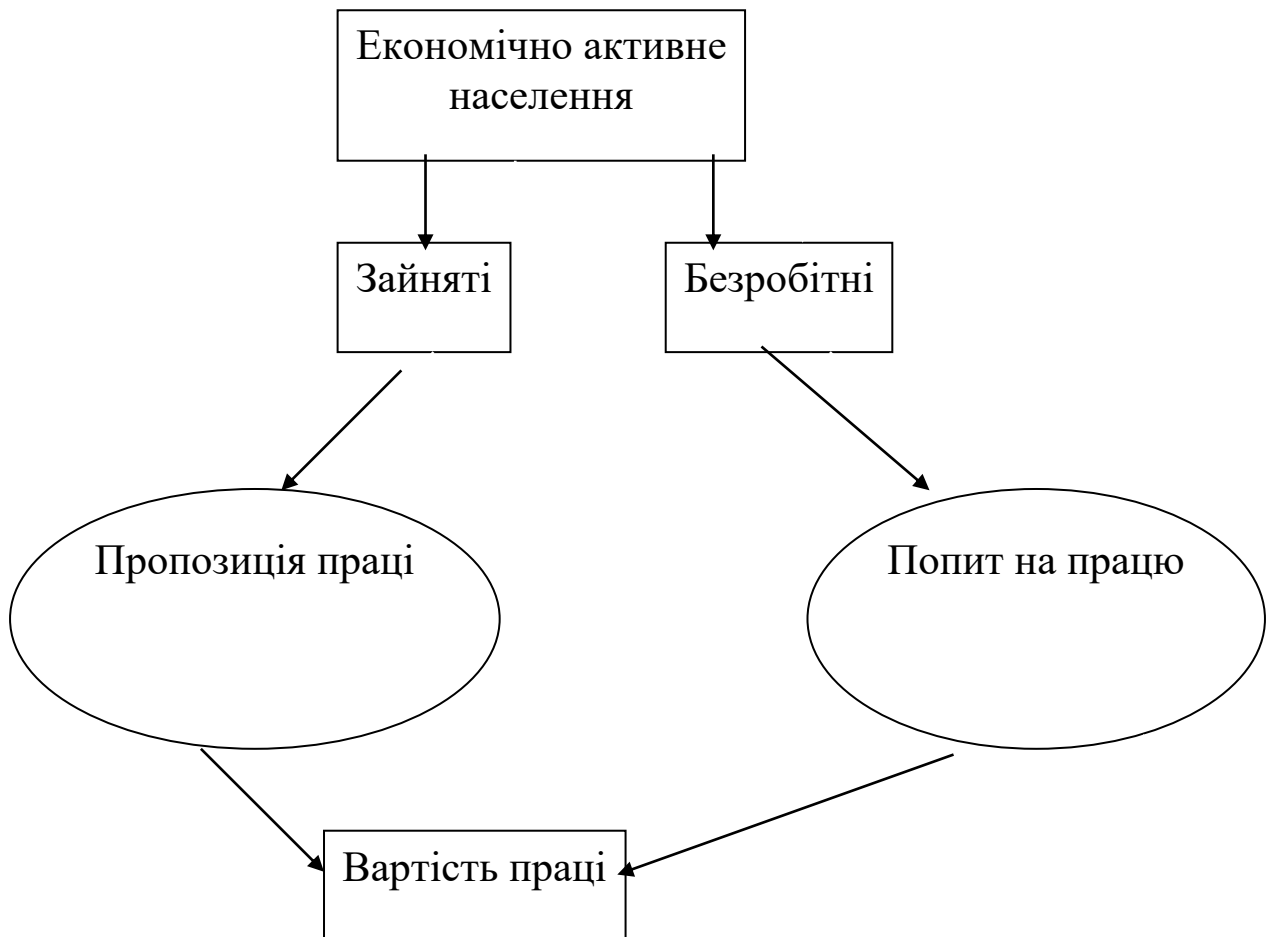 Економічно активне
населення
Зайняті
Безробітні
Пропозиція праці
Попит на працю
Вартість праці